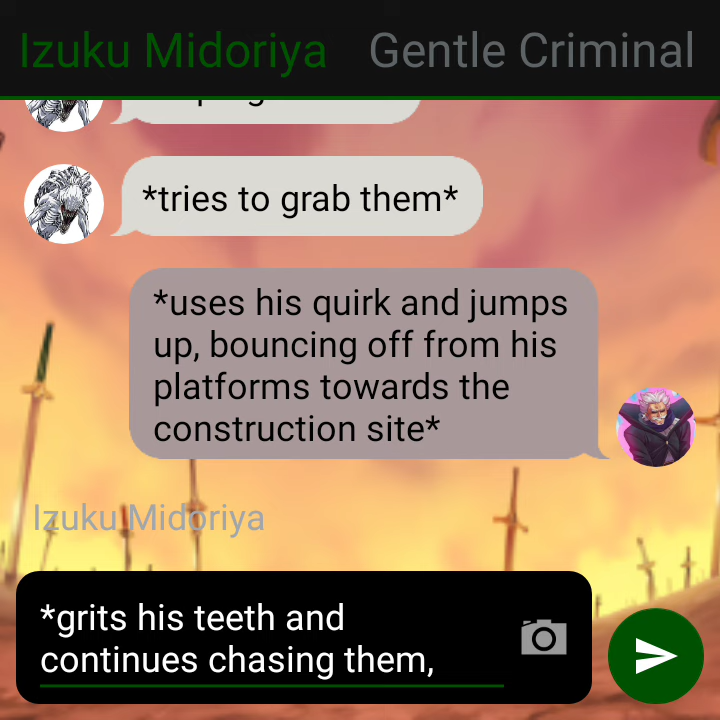 Izuku Midoriya Gentle Criminal
*tries to grab them*
*uses his quirk and jumps
up, bouncing off from his
platforms towards the
construction site*
Izuku Midoriya
*grits his teeth and
continues chasing them,